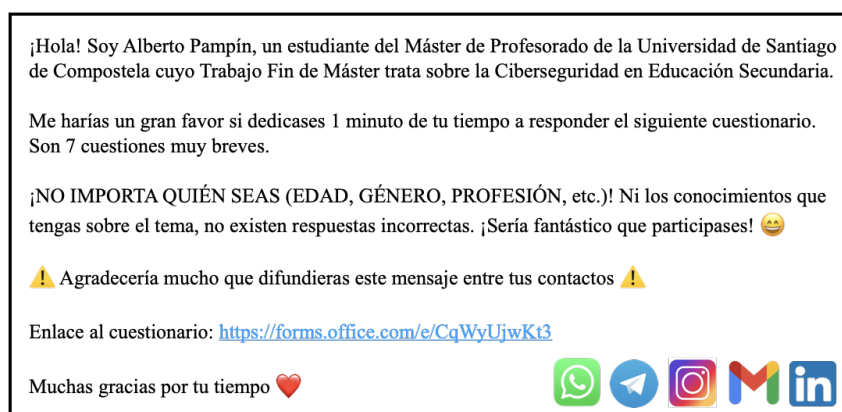 ¡Hola! Soy Alberto Pampín, un estudiante del Máster de Profesorado de la Universidad de Santiago
de Compostela cuyo Trabajo Fin de Máster trata sobre la Ciberseguridad en Educación Secundaria.
Me harías un gran favor si dedicases 1 minuto de tu tiempo a responder el siguiente cuestionario.
Son 7 cuestiones muy breves.
¡NO IMPORTA QUIÉN SEAS (EDAD, GÉNERO, PROFESIÓN, etc.)! Ni los conocimientos que
tengas sobre el tema, no existen respuestas incorrectas. ¡Sería fantástico que participases! 😄
⚠️ Agradecería mucho que difundieras este mensaje entre tus contactos ⚠️
Enlace al cuestionario: https://forms.office.com/e/CqWyUjwKt3
Muchas gracias por tu tiempo ❤️
in